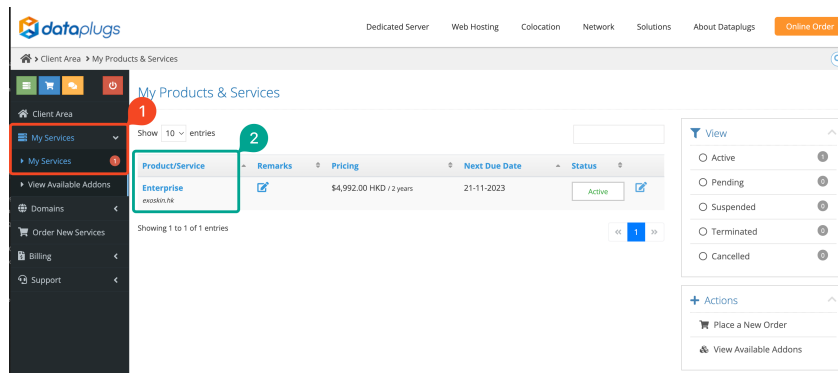 dataplugs
Dedicated Server Web Hosting Colocation Network Solutions About Dataplugs Online Order
> Client Area > My Products & Services
My Products & Services
Client Area
1
My Services
My Services 1
View Available Addons
Domains
Order New Services
Billing
Support
Show 10 entries
2
Product/Service Remarks Pricing Next Due Date Status
Enterprise $4,992.00 HKD / 2 years 21-11-2023 Active
exoskin.hk
Showing 1 to 1 of 1 entries
« 1 »
View
Active 1
Pending 0
Suspended 0
Terminated 0
Cancelled 0
Actions
Place a New Order
View Available Addons